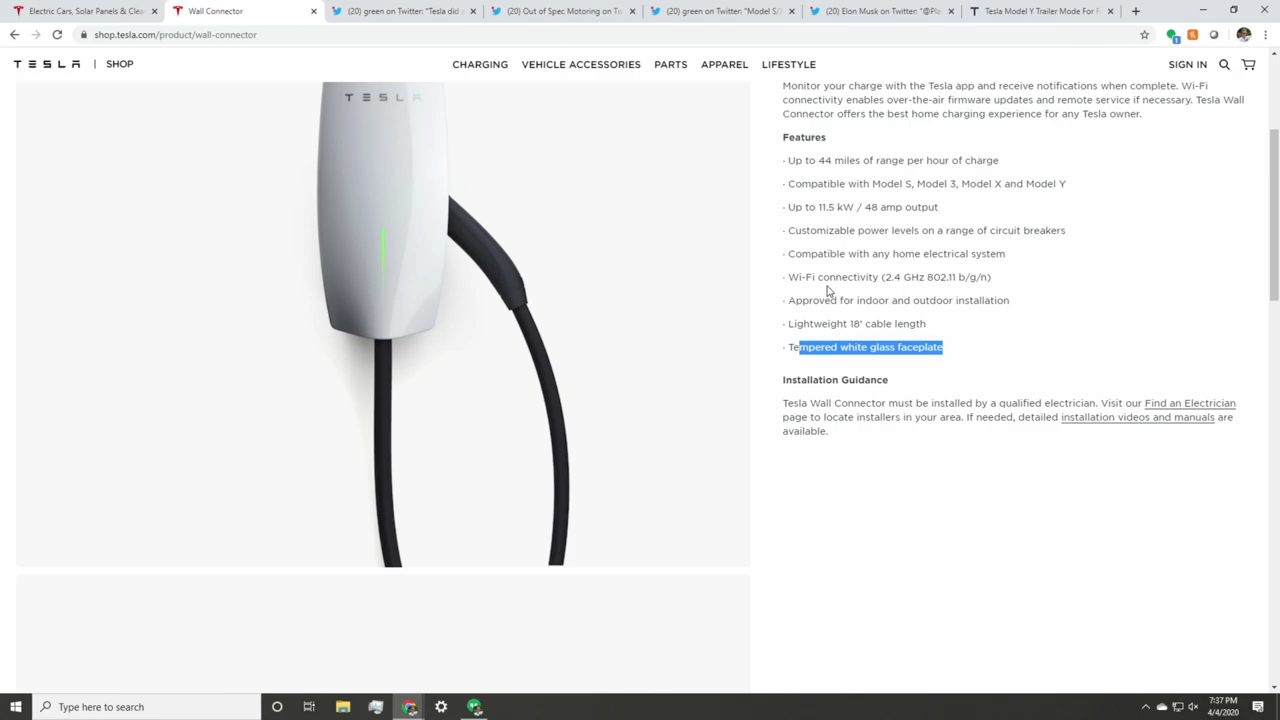 Electric Cars, Solar Panels & Clea
Wall Connector
(20) green on Twitter: "Tesla did
(20) Out of Spec Motoring on Tw
(20) green on Twitter: "Model S/
(20) Elon Musk on Twitter: "@Pla
Tesla Model Y Trailer Mode For F
shop.tesla.com/product/wall-connector
TESLA | SHOP
CHARGING VEHICLE ACCESSORIES PARTS APPAREL LIFESTYLE
SIGN IN
TESLA
Monitor your charge with the Tesla app and receive notifications when complete. Wi-Fi
connectivity enables over-the-air firmware updates and remote service if necessary. Tesla Wall
Connector offers the best home charging experience for any Tesla owner.
Features
· Up to 44 miles of range per hour of charge
· Compatible with Model S, Model 3, Model X and Model Y
· Up to 11.5 kW / 48 amp output
· Customizable power levels on a range of circuit breakers
· Compatible with any home electrical system
· Wi-Fi connectivity (2.4 GHz 802.11 b/g/n)
· Approved for indoor and outdoor installation
· Lightweight 18' cable length
· Tempered white glass faceplate
Installation Guidance
Tesla Wall Connector must be installed by a qualified electrician. Visit our Find an Electrician
page to locate installers in your area. If needed, detailed installation videos and manuals are
available.
Type here to search
7:37 PM
4/4/2020